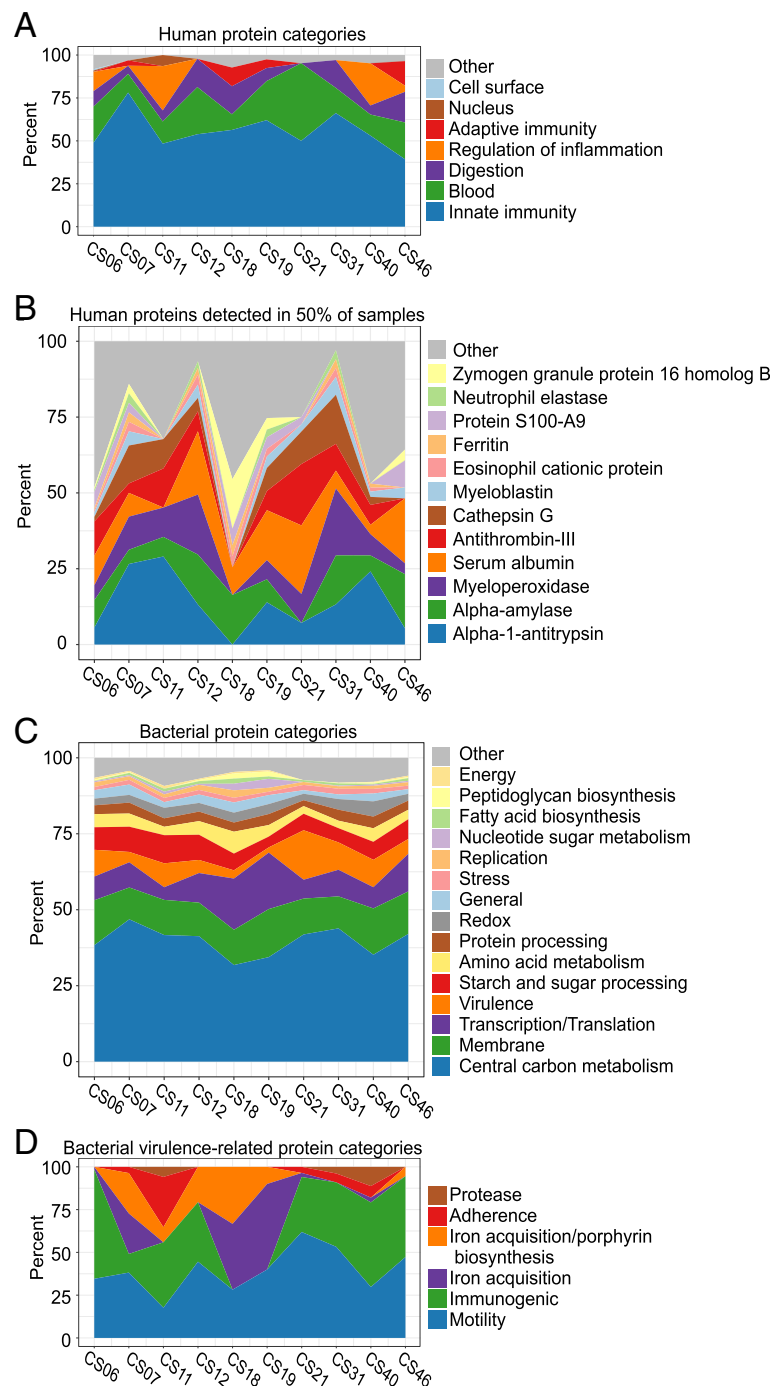 A
Human protein categories
100
75
50
25
0
Percent
CS06
CS07
CS11
CS12
CS18
CS19
CS21
CS31
CS40
CS46
Other
Cell surface
Nucleus
Adaptive immunity
Regulation of inflammation
Digestion
Blood
Innate immunity
B
Human proteins detected in 50% of samples
100
75
50
25
0
Percent
CS06
CS07
CS11
CS12
CS18
CS19
CS21
CS31
CS40
CS46
Other
Zymogen granule protein 16 homolog B
Neutrophil elastase
Protein S100-A9
Ferritin
Eosinophil cationic protein
Myeloblastin
Cathepsin G
Antithrombin-III
Serum albumin
Myeloperoxidase
Alpha-amylase
Alpha-1-antitrypsin
C
Bacterial protein categories
100
75
50
25
0
Percent
CS06
CS07
CS11
CS12
CS18
CS19
CS21
CS31
CS40
CS46
Other
Energy
Peptidoglycan biosynthesis
Fatty acid biosynthesis
Nucleotide sugar metabolism
Replication
Stress
General
Redox
Protein processing
Amino acid metabolism
Starch and sugar processing
Virulence
Transcription/Translation
Membrane
Central carbon metabolism
D
Bacterial virulence-related protein categories
100
75
50
25
0
Percent
CS06
CS07
CS11
CS12
CS18
CS19
CS21
CS31
CS40
CS46
Protease
Adherence
Iron acquisition/porphyrin
biosynthesis
Iron acquisition
Immunogenic
Motility